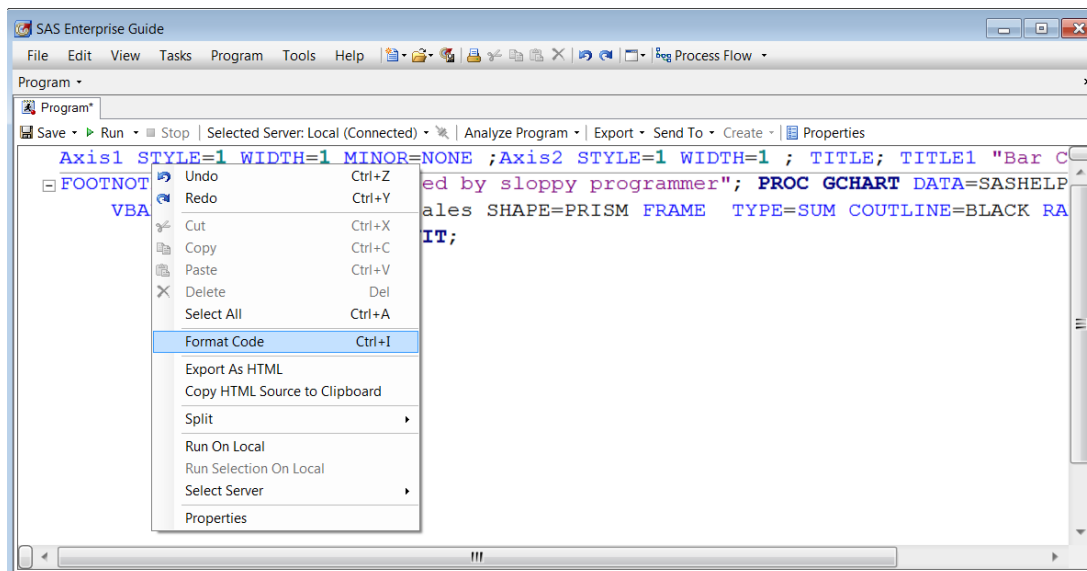 SAS Enterprise Guide
File Edit View Tasks Program Tools Help Process Flow
Program
Program*
Save Run Stop Selected Server: Local (Connected) Analyze Program Export Send To Create Properties
Axis1 STYLE=1 WIDTH=1 MINOR=NONE ;Axis2 STYLE=1 WIDTH=1 ; TITLE; TITLE1 "Bar C
FOOTNOT ed by sloppy programmer"; PROC GCHART DATA=SASHELP
VBA ales SHAPE=PRISM FRAME TYPE=SUM COUTLINE=BLACK RA
IT;
Undo Ctrl+Z
Redo Ctrl+Y
Cut Ctrl+X
Copy Ctrl+C
Paste Ctrl+V
Delete Del
Select All Ctrl+A
Format Code Ctrl+I
Export As HTML
Copy HTML Source to Clipboard
Split
Run On Local
Run Selection On Local
Select Server
Properties